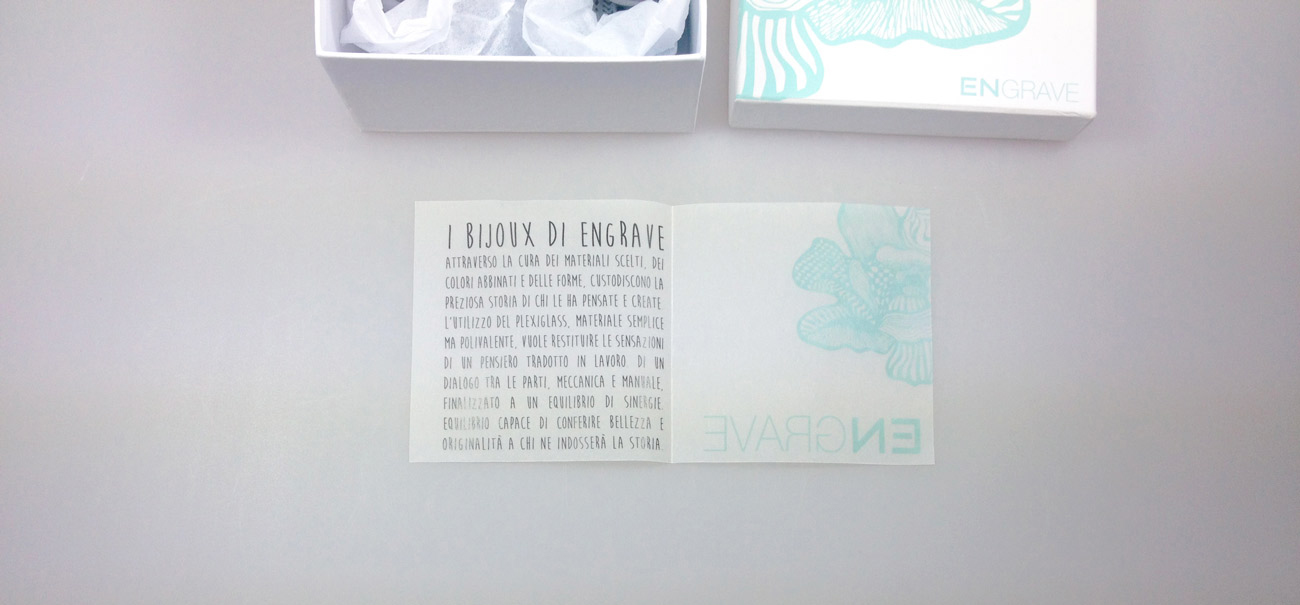 ENGRAVE
I BIJOUX DI ENGRAVE
ATTRAVERSO LA CURA DEI MATERIALI SCELTI, DEI
COLORI ABBINATI E DELLE FORME, CUSTODISCONO LA
PREZIOSA STORIA DI CHI LE HA PENSATE E CREATE.
L'UTILIZZO DEL PLEXIGLASS, MATERIALE SEMPLICE
MA POLIVALENTE, VUOLE RESTITUIRE LE SENSAZIONI
DI UN PENSIERO TRADOTTO IN LAVORO. DI UN
DIALOGO TRA LE PARTI, MECCANICA E MANUALE,
FINALIZZATO A UN EQUILIBRIO DI SINERGIE.
EQUILIBRIO CAPACE DI CONFERIRE BELLEZZA E
ORIGINALITÀ A CHI NE INDOSSERÀ LA STORIA.
ENGRAVE